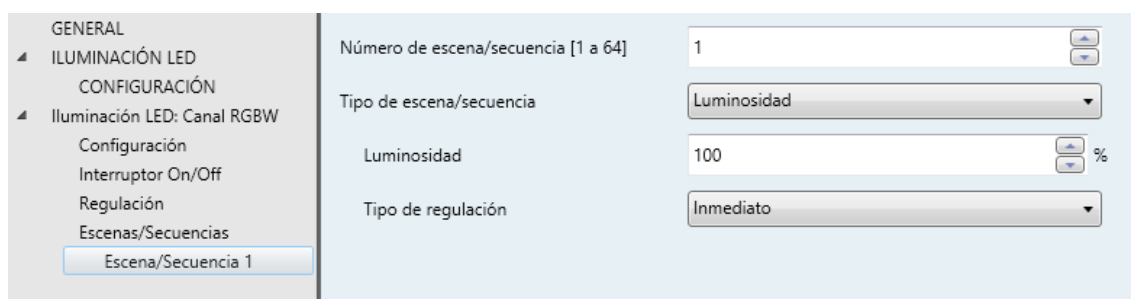 GENERAL
ILUMINACIÓN LED
CONFIGURACIÓN
Iluminación LED: Canal RGBW
Configuración
Interruptor On/Off
Regulación
Escenas/Secuencias
Escena/Secuencia 1
Número de escena/secuencia [1 a 64] 1
Tipo de escena/secuencia Luminosidad
Luminosidad 100 %
Tipo de regulación Inmediato